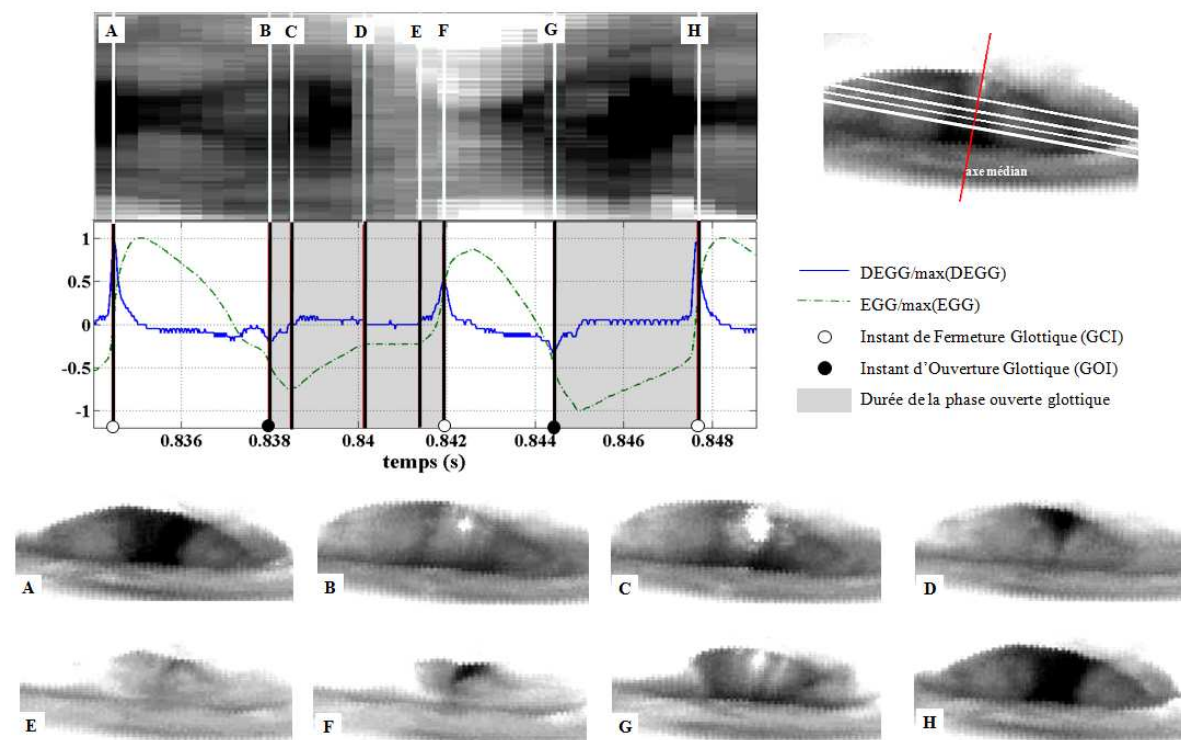 A B C D E F G H
axe médian
1
0.5
0
-0.5
-1
0.836 0.838 0.84 0.842 0.844 0.846 0.848
temps (s)
DEGG/max(DEGG)
EGG/max(EGG)
Instant de Fermeture Glottique (GCI)
Instant d'Ouverture Glottique (GOI)
Durée de la phase ouverte glottique
A B C D
E F G H